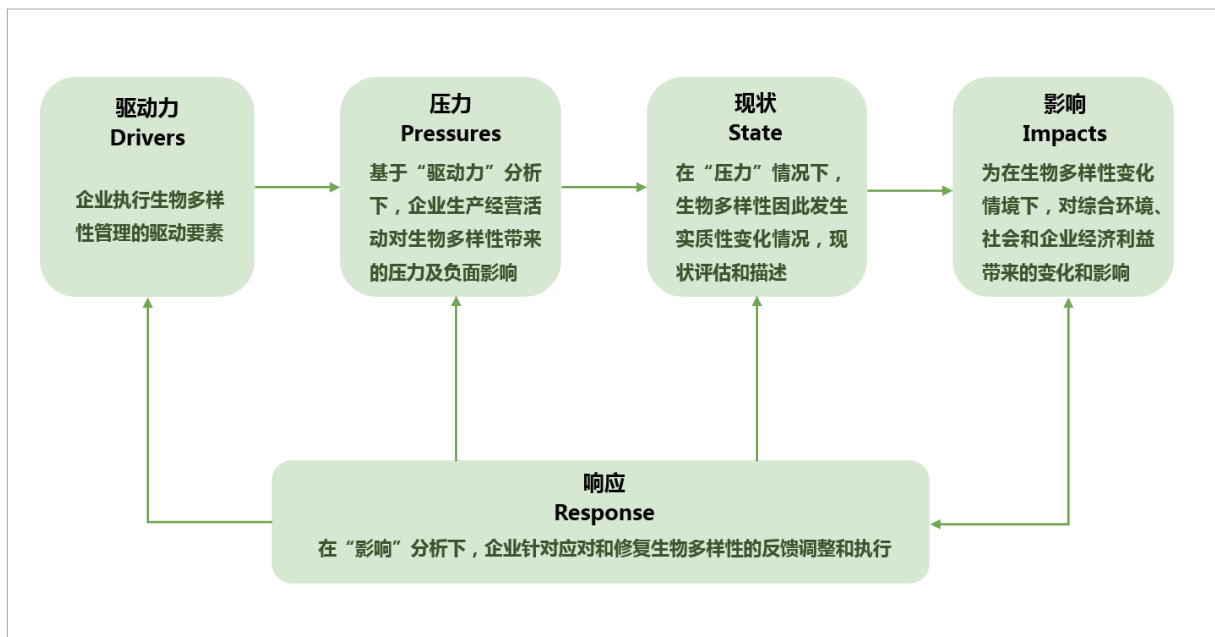 驱动力
Drivers
企业执行生物多样
性管理的驱动要素
压力
Pressures
基于“驱动力”分析
下，企业生产经营活
动对生物多样性带来
的压力及负面影响
现状
State
在“压力”情况下，
生物多样性因此发生
实质性变化情况，现
状评估和描述
影响
Impacts
为在生物多样性变化
情境下，对综合环境、
社会和企业经济利益
带来的变化和影响
响应
Response
在“影响”分析下，企业针对应对和修复生物多样性的反馈调整和执行